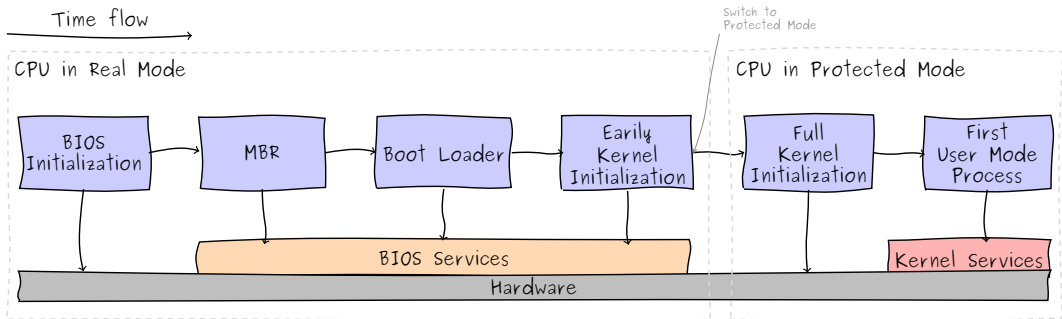 Time flow
Switch to
Protected Mode
CPU in Real Mode
CPU in Protected Mode
BIOS
Initialization
MBR
Boot Loader
Earily
Kernel
Initialization
Full
Kernel
Initialization
First
User Mode
Process
BIOS Services
Kernel Services
Hardware